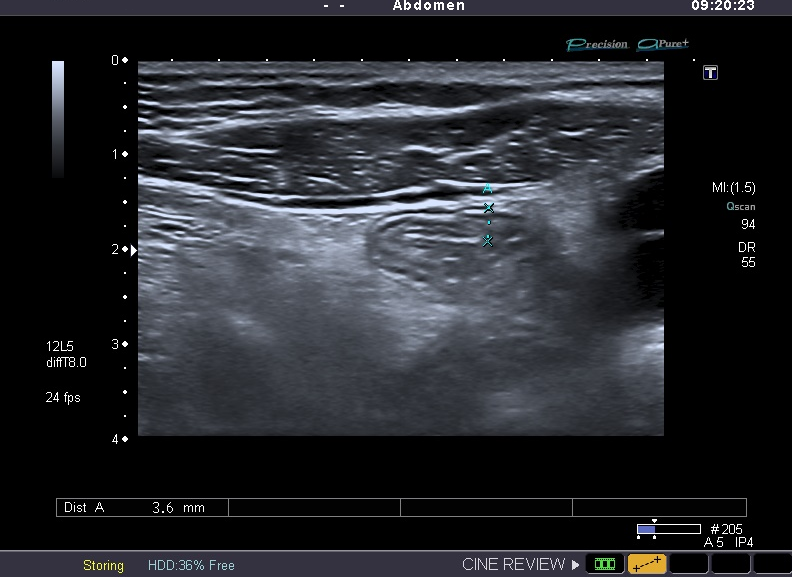 - - Abdomen 09:20:23
Precision APure+
T
0
1
2
3
4
A
MI:(1.5)
Qscan
94
DR
55
12L5
diffT8.0
24 fps
Dist A 3.6 mm
#205
A 5 IP4
Storing HDD:36% Free CINE REVIEW